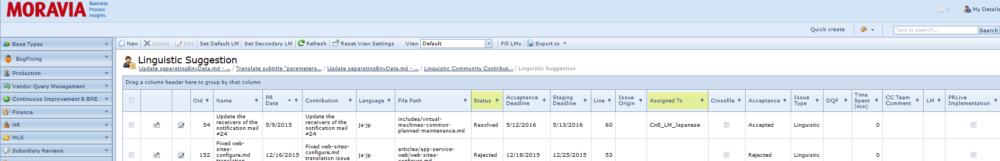 MORAVIA
Business
Process
Insights
0
My Details
Quick create
Text to search...
Search
Base Types
BugFixing
Production
Vendor Query Management
Continuous Improvement & BPE
Finance
HR
MLS
Subsidiary Reviews
New Delete Edit Set Default LM Set Secondary LM Refresh Reset View Settings View Default Fill LMs Export to
Linguistic Suggestion
Update separatingEnvData.md - ... / Translate subtitle "parameters... / Update separatingEnvData.md - ... / Linguistic Community Contribut... / Linguistic Suggestion
Drag a column header here to group by that column
Oid
Name
PR
Date
Contribution
Language
File Path
Status
Acceptance
Deadline
Staging
Deadline
Line
Issue
Origin
Assigned To
Crossfile
Acceptance
Issue
Type
DQF
Time
Spent
(min)
CC Team
Comment
LM
PRLive
Implementation
54
Update the
receivers of the
notification mail
#24
5/9/2015
Update the
receivers of the
notification mail
#24
ja-jp
includes/virtual-
machines-common-
planned-maintenance.md
Resolved
5/12/2016
5/13/2016
60
CnE_LM_Japanese
Accepted
Linguistic
0
152
Fixed web-
sites-
configure.md
translation
12/16/2015
Fixed web-sites-
configure.md
translation issue
ja-jp
articles/app-service-
web/web-sites-
configure.md
Rejected
12/18/2015
12/25/2015
53
Rejected
Linguistic
0